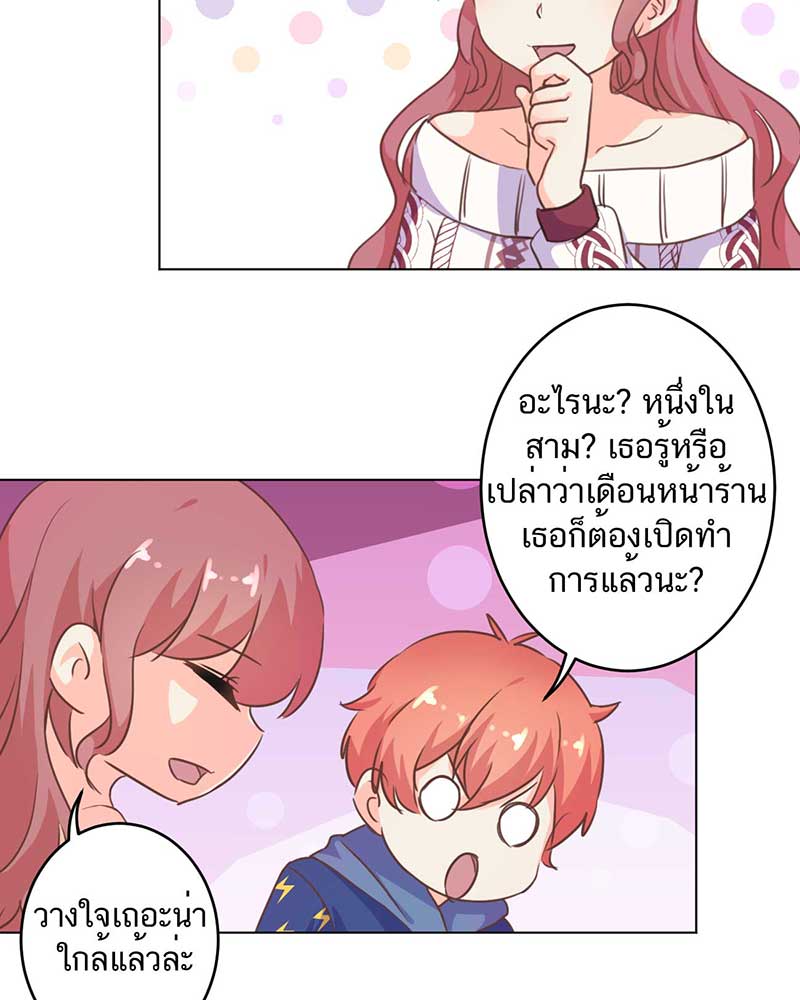 อะไรนะ? หนึ่งใน
สาม? เธอรู้หรือ
เปล่าว่าเดือนหน้าร้าน
เธอก็ต้องเปิดทำ
การแล้วนะ?
วางใจเถอะน่า
ใกล้แล้วล่ะ